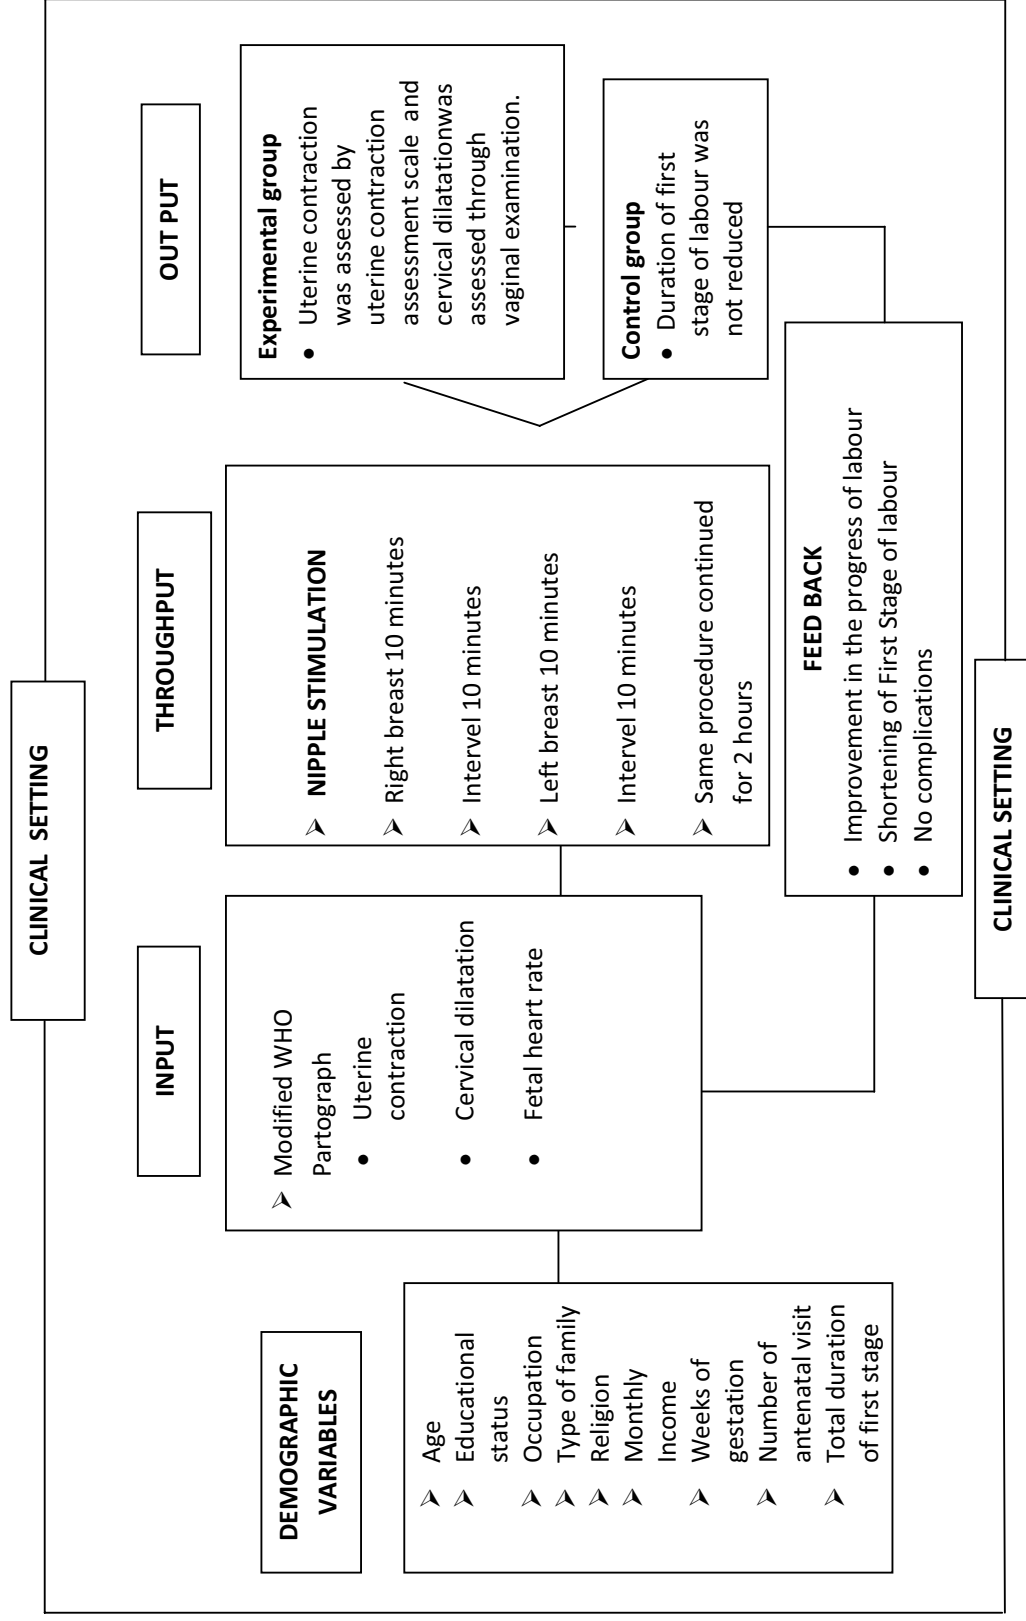 CLINICAL SETTING
DEMOGRAPHIC
VARIABLES
➢ Age
➢ Educational
status
➢ Occupation
➢ Type of family
➢ Religion
➢ Monthly
Income
➢ Weeks of
gestation
➢ Number of
antenatal visit
➢ Total duration
of first stage
INPUT
➢ Modified WHO
Partograph
• Uterine
contraction
• Cervical dilatation
• Fetal heart rate
THROUGHPUT
➢ NIPPLE STIMULATION
➢ Right breast 10 minutes
➢ Intervel 10 minutes
➢ Left breast 10 minutes
➢ Intervel 10 minutes
➢ Same procedure continued
for 2 hours
OUT PUT
Experimental group
• Uterine contraction
was assessed by
uterine contraction
assessment scale and
cervical dilatationwas
assessed through
vaginal examination.
Control group
• Duration of first
stage of labour was
not reduced
FEED BACK
• Improvement in the progress of labour
• Shortening of First Stage of labour
• No complications
CLINICAL SETTING